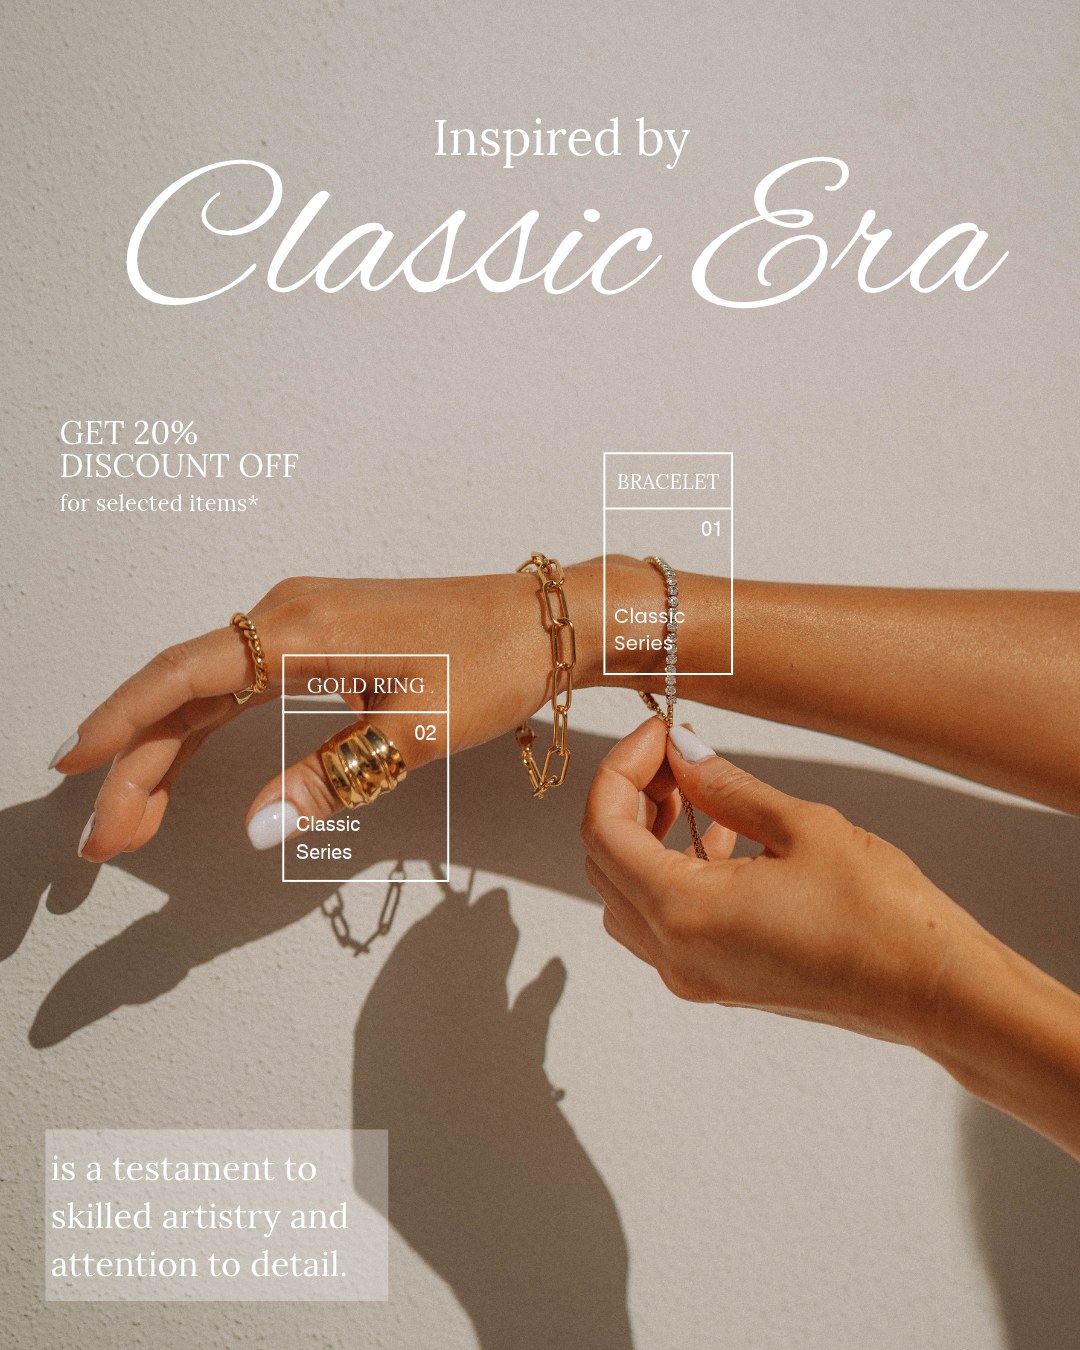 Inspired by
Classic Era
GET 20%
DISCOUNT OFF
for selected items*
BRACELET
01
Classic
Series
GOLD RING .
02
Classic
Series
is a testament to
skilled artistry and
attention to detail.